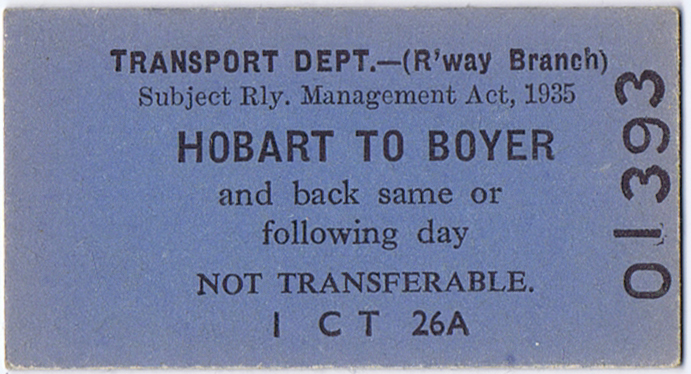 TRANSPORT DEPT.—(R'way Branch)
Subject Rly. Management Act, 1935
HOBART TO BOYER
and back same or
following day
NOT TRANSFERABLE.
1 C T 26A
01393